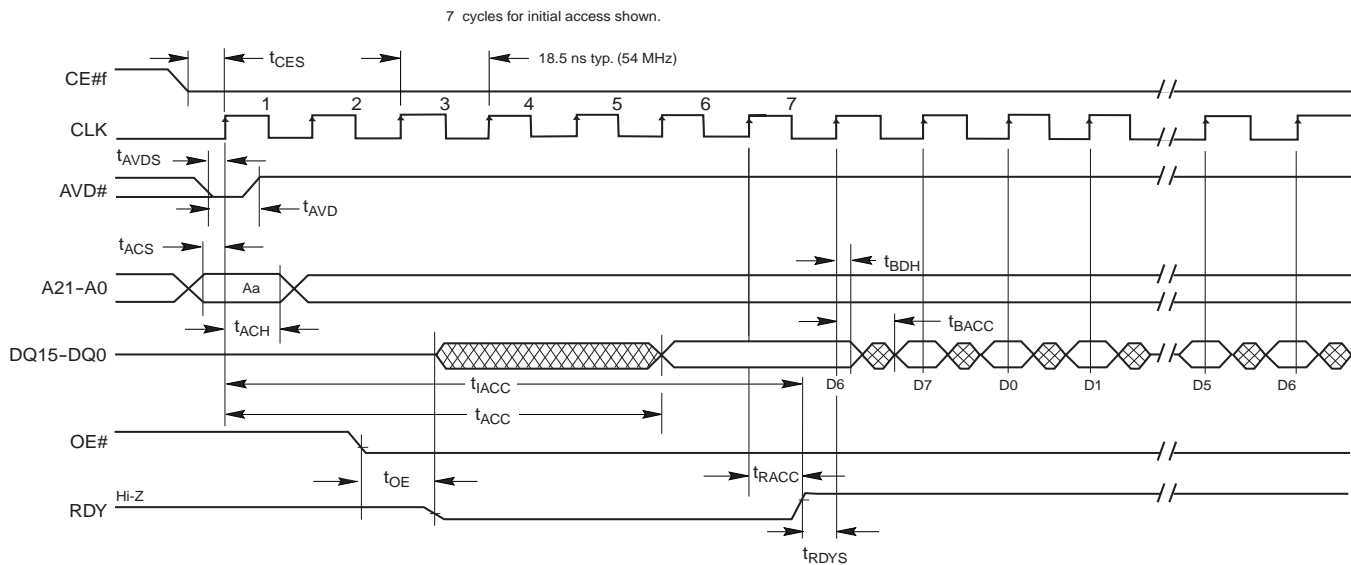 7 cycles for initial access shown.
tCES
18.5 ns typ. (54 MHz)
CE#f
1 2 3 4 5 6 7
CLK
tAVDS
AVD#
tAVD
tACS
tBDH
A21-A0
Aa
tACH
tBACC
DQ15-DQ0
tIACC
D6 D7 D0 D1 D5 D6
tACC
OE#
tOE
tRACC
Hi-Z
RDY
tRDYS